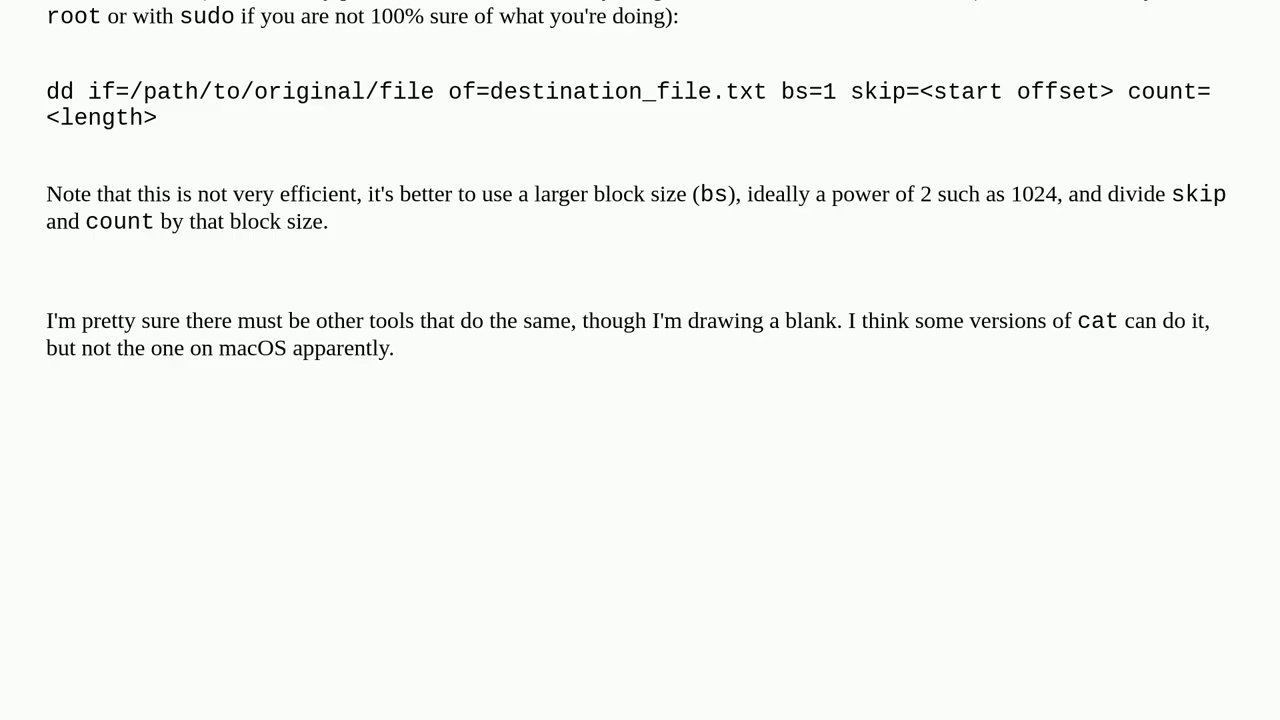 root or with sudo if you are not 100% sure of what you're doing):
dd if=/path/to/original/file of=destination_file.txt bs=1 skip=<start offset> count=
<length>
Note that this is not very efficient, it's better to use a larger block size (bs), ideally a power of 2 such as 1024, and divide skip
and count by that block size.
I'm pretty sure there must be other tools that do the same, though I'm drawing a blank. I think some versions of cat can do it,
but not the one on macOS apparently.